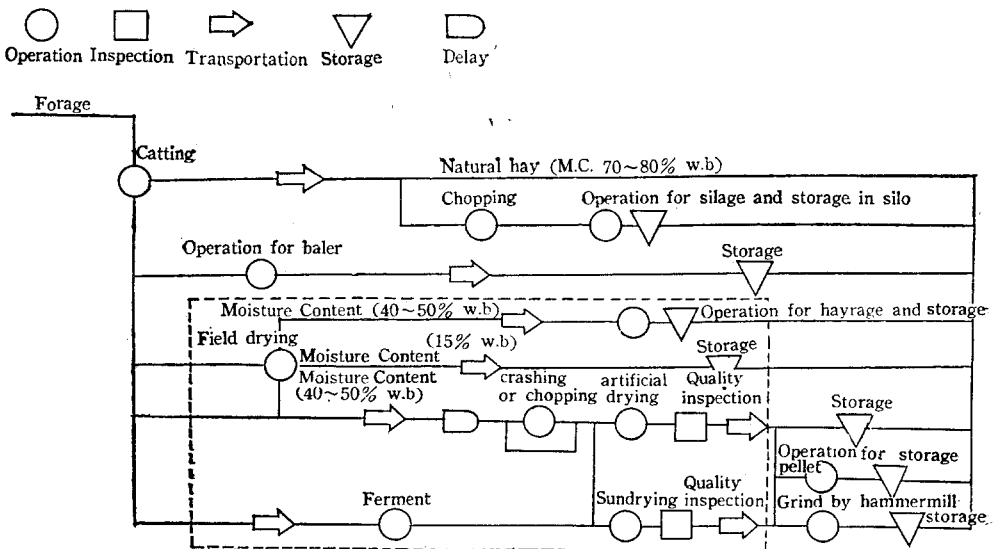 Operation Inspection Transportation Storage Delay
Forage
Catting
Natural hay (M.C. 70~80% w.b)
Chopping
Operation for silage and storage in silo
Operation for baler
Storage
Moisture Content (40~50% w.b)
Operation for hayrage and storage
Field drying
(15% w.b)
Moisture Content
Storage
Moisture Content
(40~50% w.b)
crashing
or chopping
artificial
drying
Quality
inspection
Storage
Operation for storage
pellet
Ferment
Sundrying
Quality
inspection
Grind by hammermill
storage